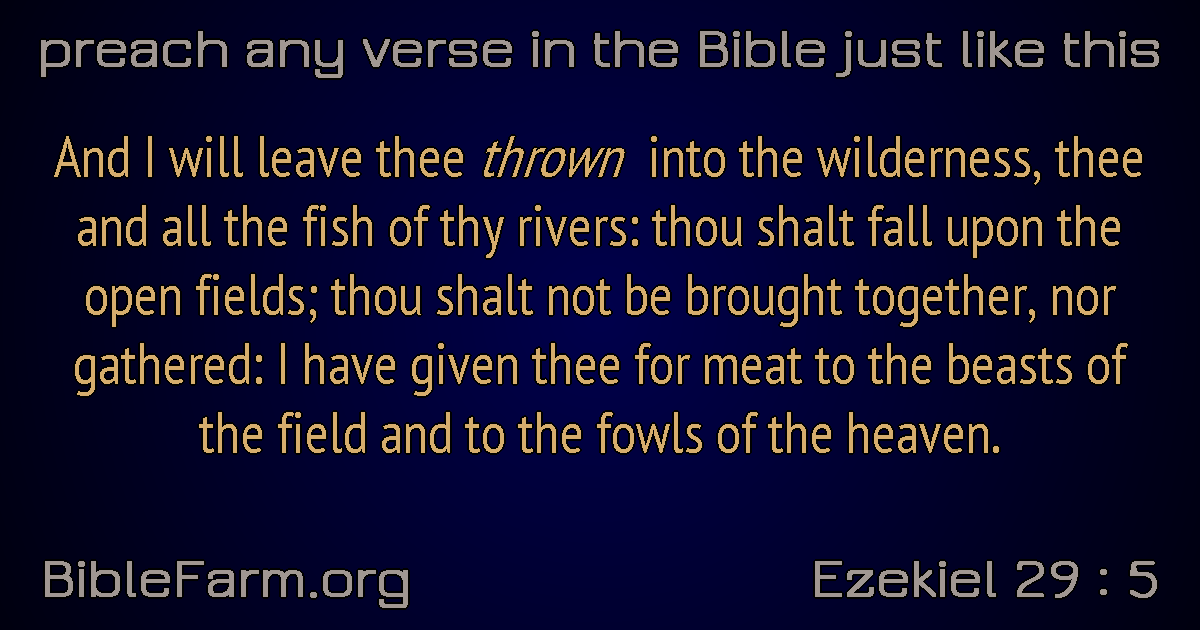 preach any verse in the Bible just like this
And I will leave thee thrown into the wilderness, thee
and all the fish of thy rivers: thou shalt fall upon the
open fields; thou shalt not be brought together, nor
gathered: I have given thee for meat to the beasts of
the field and to the fowls of the heaven.
BibleFarm.org
Ezekiel 29 : 5